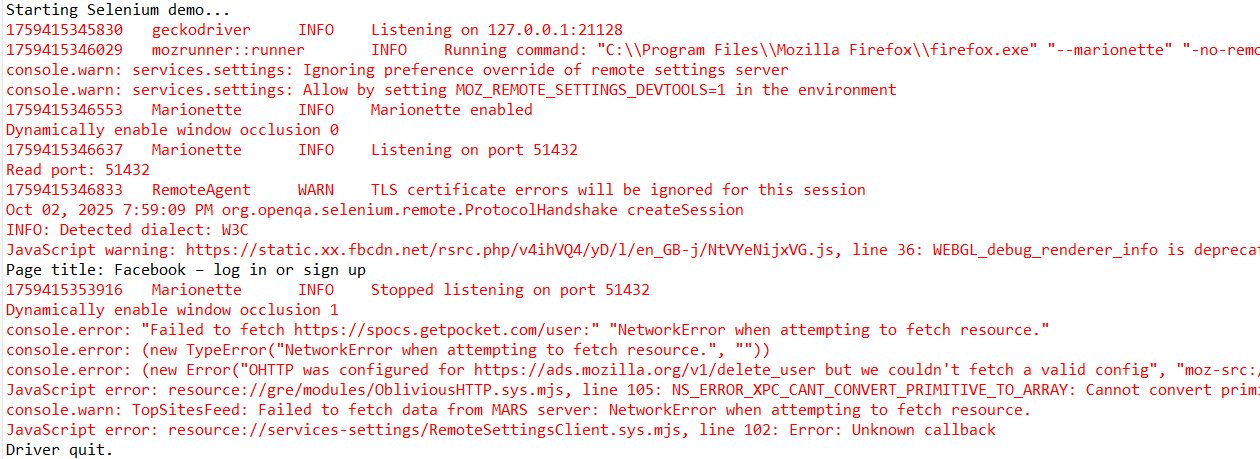 Starting Selenium demo...
1759415345830 geckodriver INFO Listening on 127.0.0.1:21128
1759415346029 mozrunner::runner INFO Running command: "C:\\Program Files\\Mozilla Firefox\\firefox.exe" "--marionette" "-no-remo
console.warn: services.settings: Ignoring preference override of remote settings server
console.warn: services.settings: Allow by setting MOZ_REMOTE_SETTINGS_DEVTOOLS=1 in the environment
1759415346553 Marionette INFO Marionette enabled
Dynamically enable window occlusion 0
1759415346637 Marionette INFO Listening on port 51432
Read port: 51432
1759415346833 RemoteAgent WARN TLS certificate errors will be ignored for this session
Oct 02, 2025 7:59:09 PM org.openqa.selenium.remote.ProtocolHandshake createSession
INFO: Detected dialect: W3C
JavaScript warning: https://static.xx.fbcdn.net/rsrc.php/v4ihVQ4/yD/l/en_GB-j/NtVYeNijxVG.js, line 36: WEBGL_debug_renderer_info is depreca
Page title: Facebook – log in or sign up
1759415353916 Marionette INFO Stopped listening on port 51432
Dynamically enable window occlusion 1
console.error: "Failed to fetch https://spocs.getpocket.com/user:" "NetworkError when attempting to fetch resource."
console.error: (new TypeError("NetworkError when attempting to fetch resource.", ""))
console.error: (new Error("OHTTP was configured for https://ads.mozilla.org/v1/delete_user but we couldn't fetch a valid config", "moz-src:/
JavaScript error: resource://gre/modules/ObliviousHTTP.sys.mjs, line 105: NS_ERROR_XPC_CANT_CONVERT_PRIMITIVE_TO_ARRAY: Cannot convert primi
console.warn: TopSitesFeed: Failed to fetch data from MARS server: NetworkError when attempting to fetch resource.
JavaScript error: resource://services-settings/RemoteSettingsClient.sys.mjs, line 102: Error: Unknown callback
Driver quit.